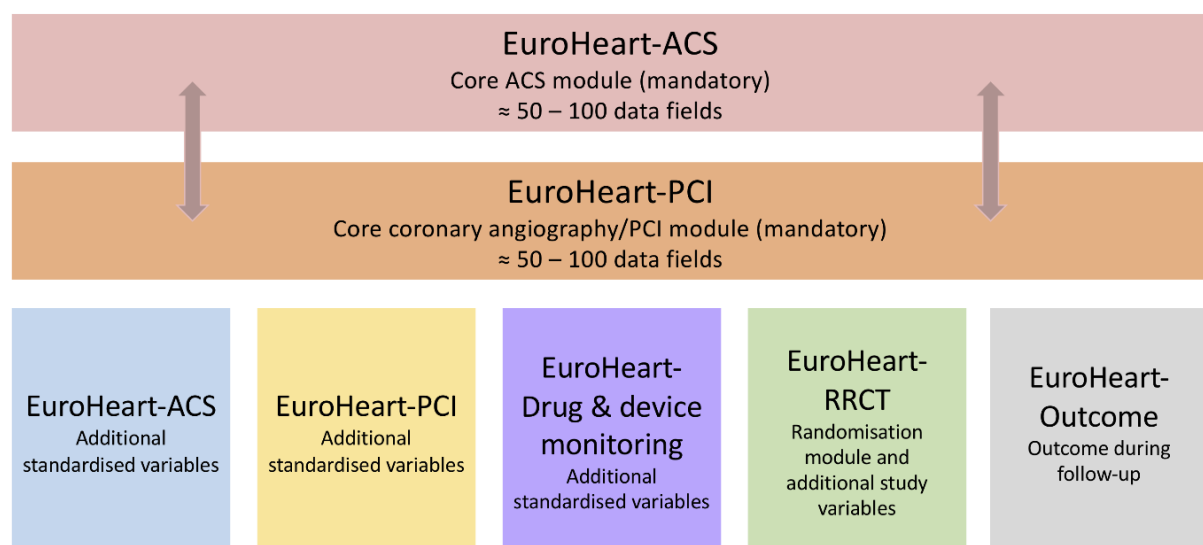 EuroHeart-ACS
Core ACS module (mandatory)
≈ 50 – 100 data fields
EuroHeart-PCI
Core coronary angiography/PCI module (mandatory)
≈ 50 – 100 data fields
EuroHeart-ACS
Additional
standardised variables
EuroHeart-PCI
Additional
standardised variables
EuroHeart-
Drug & device
monitoring
Additional
standardised variables
EuroHeart-
RRCT
Randomisation
module and
additional study
variables
EuroHeart-
Outcome
Outcome during
follow-up